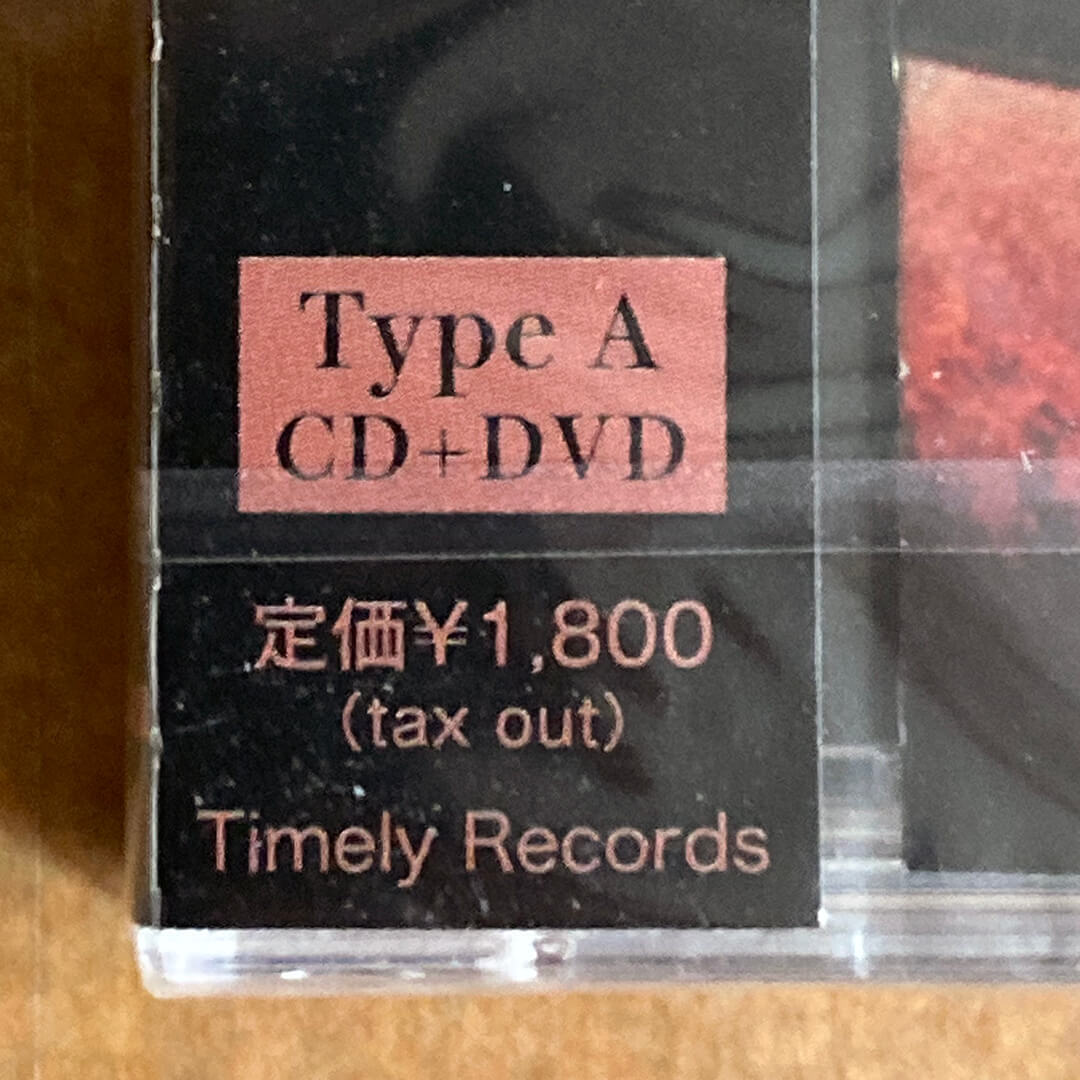 Type A
CD+DVD
定価¥1,800
(tax out)
Timely Records